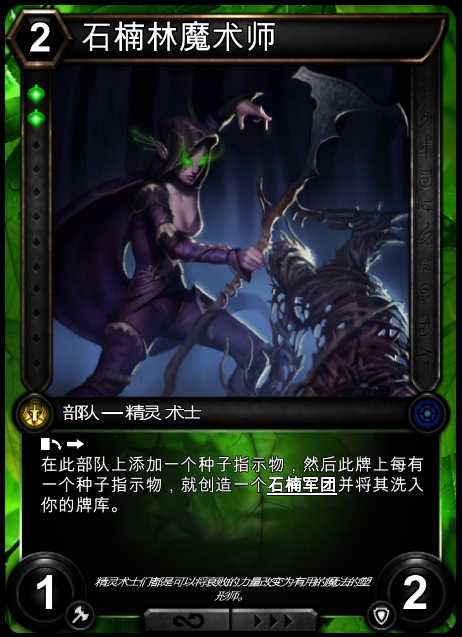 2
石楠林魔术师
部队 — 精灵 术士
在此部队上添加一个种子指示物，然后此牌上每有
一个种子指示物，就创造一个石楠军团并将其洗入
你的牌库。
精灵术士们都是可以将衰败的力量改变为有用的魔法的塑
形师。
1
2